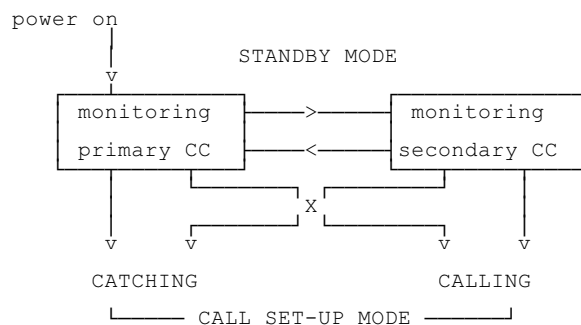 power on
STANDBY MODE
v
monitoring > monitoring
primary CC < secondary CC
X
v v v v
CATCHING CALLING
CALL SET-UP MODE